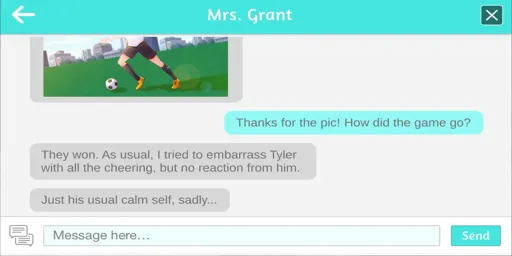 Mrs. Grant
Thanks for the pic! How did the game go?
They won. As usual, I tried to embarrass Tyler
with all the cheering, but no reaction from him.
Just his usual calm self, sadly...
Message here...
Send